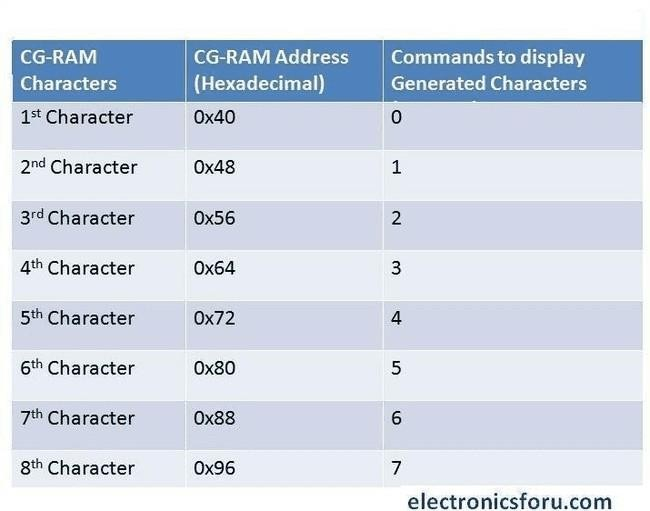 CG-RAM Characters CG-RAM Address (Hexadecimal) Commands to display Generated Characters
1st Character 0x40 0
2nd Character 0x48 1
3rd Character 0x56 2
4th Character 0x64 3
5th Character 0x72 4
6th Character 0x80 5
7th Character 0x88 6
8th Character 0x96 7
electronicsforu.com